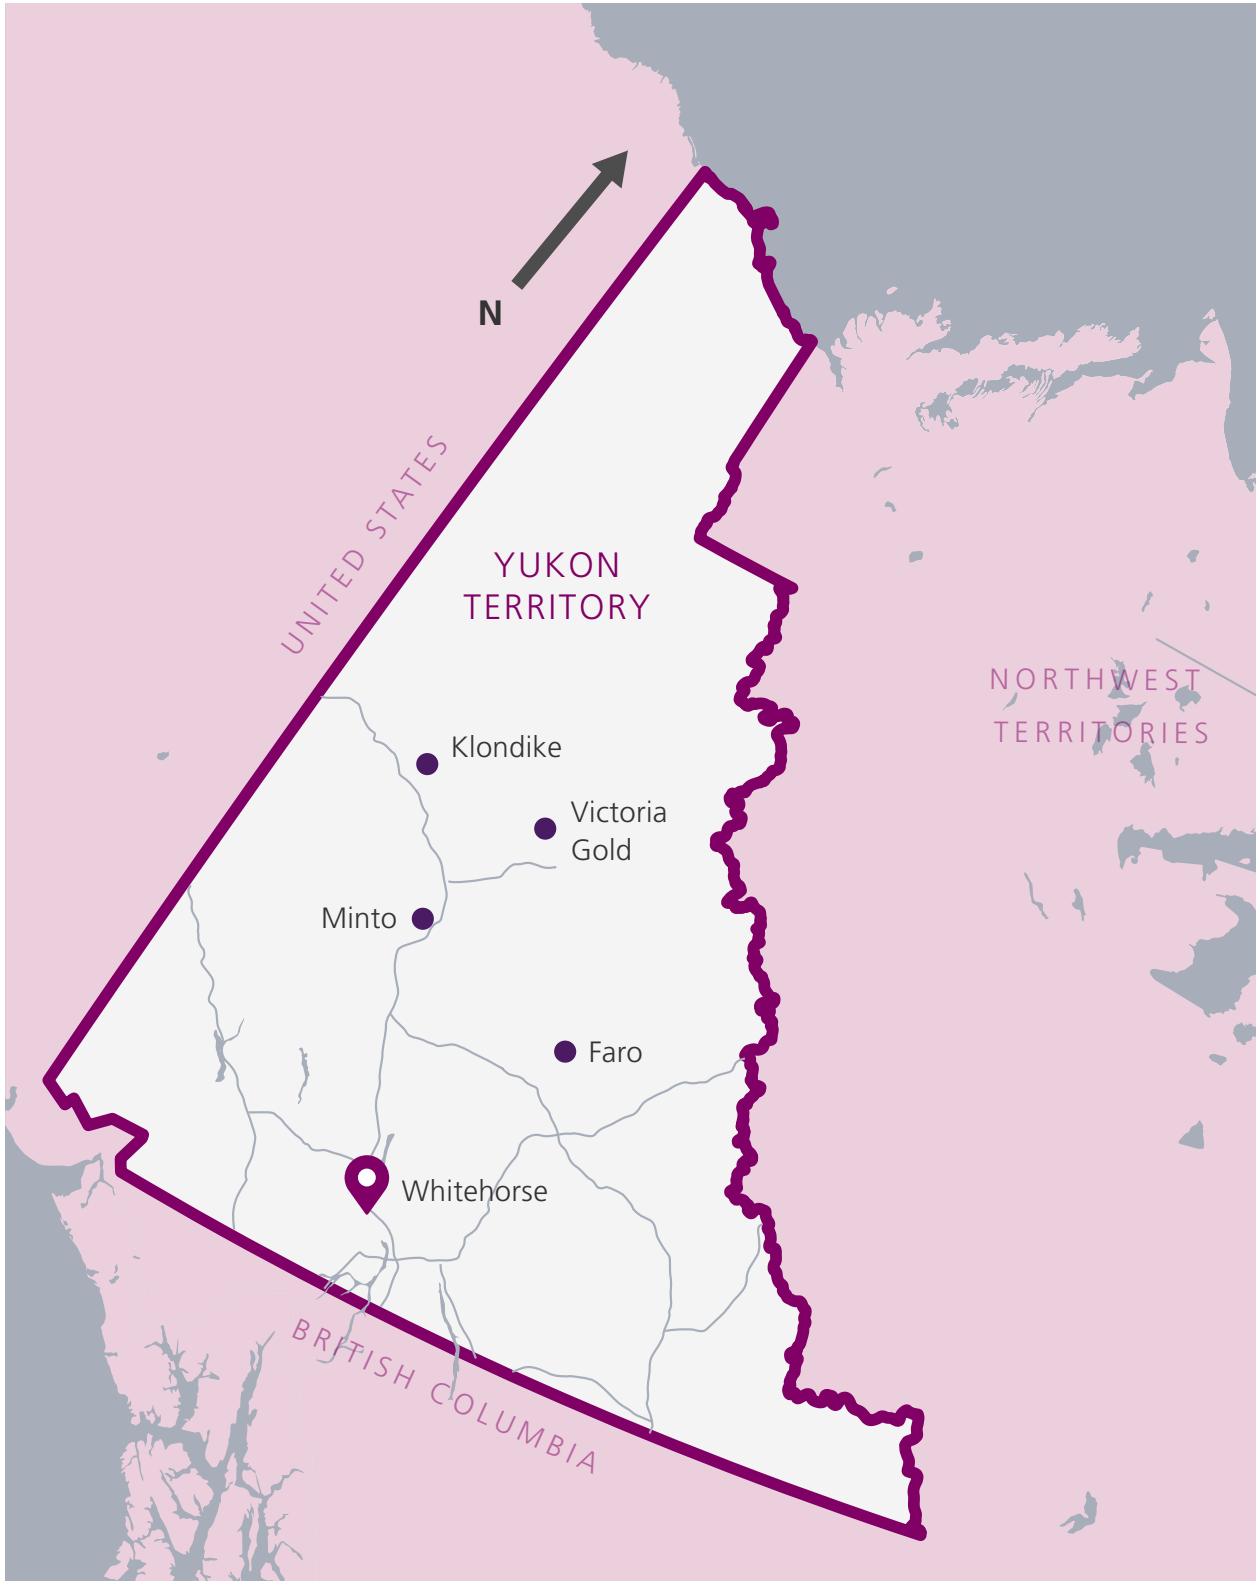 N
UNITED STATES
YUKON
TERRITORY
NORTHWEST
TERRITORIES
Klondike
Victoria
Gold
Minto
Faro
Whitehorse
BRITISH COLUMBIA